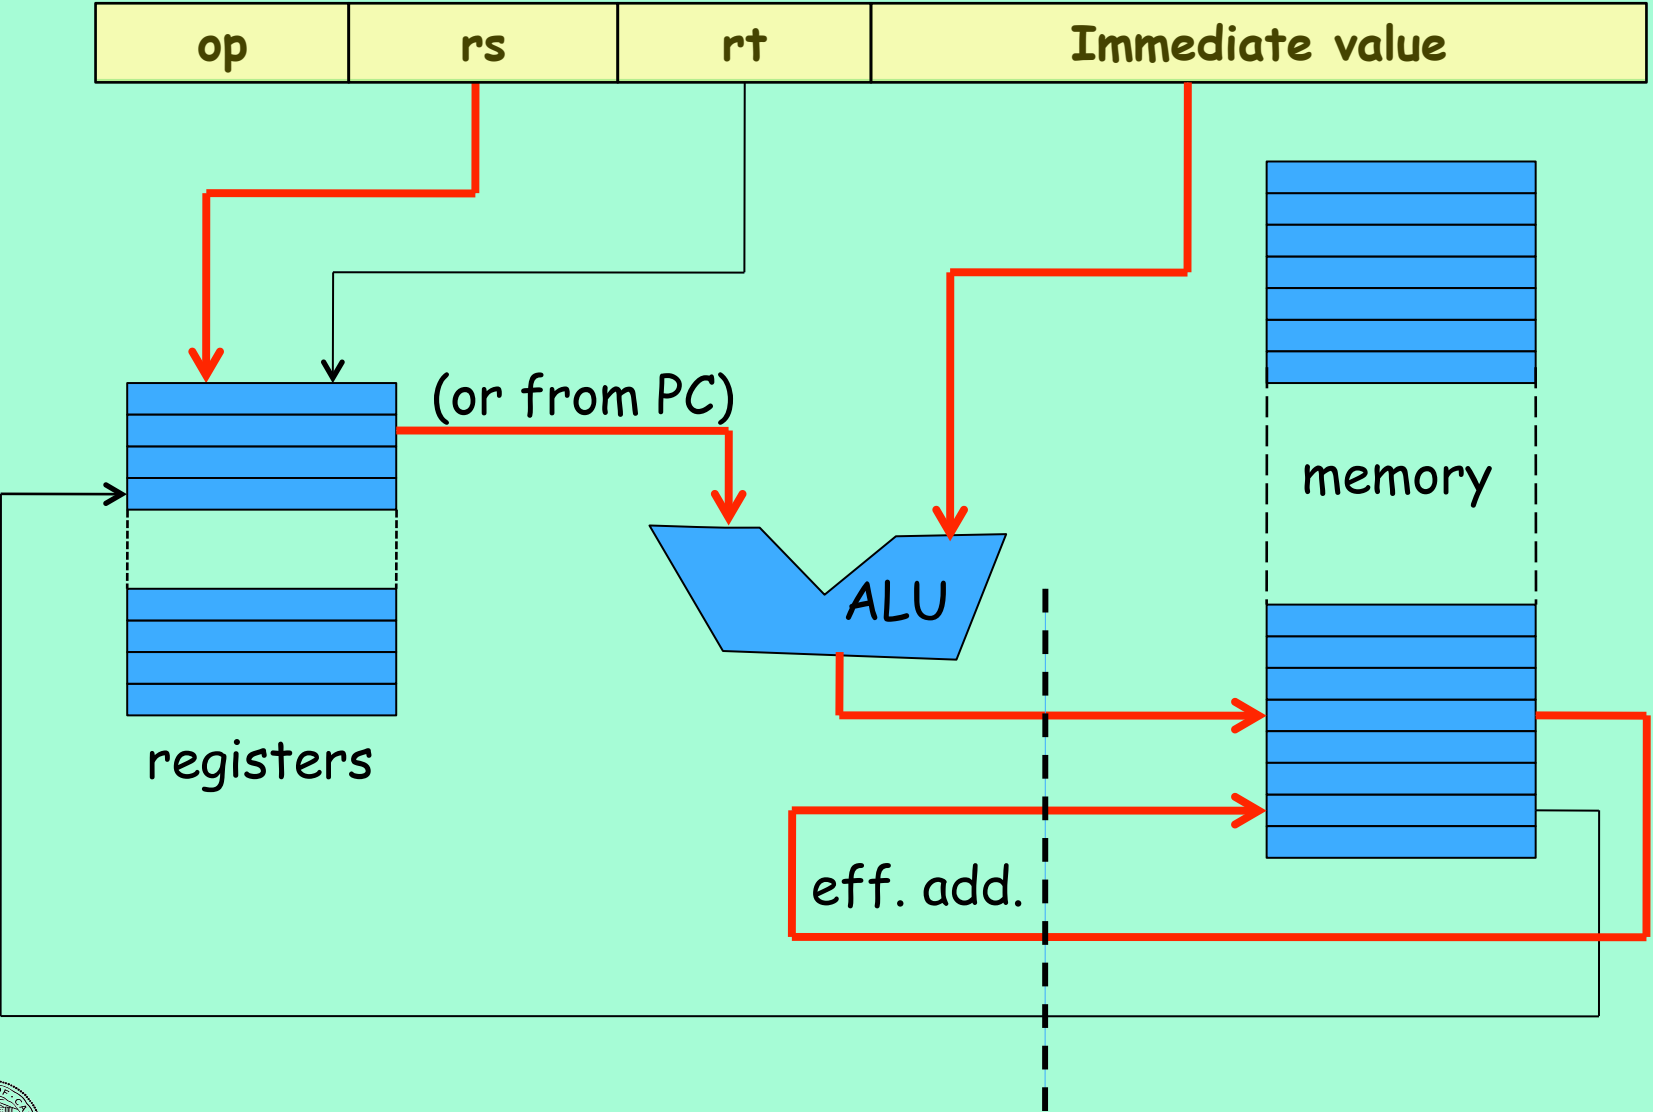 op
rs
rt
Immediate value
(or from PC)
memory
ALU
registers
eff. add.